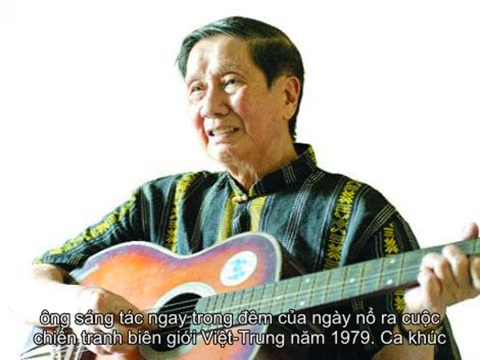 ông sáng tác ngay trong đêm của ngày nổ ra cuộc
chiến tranh biên giới Việt-Trung năm 1979. Ca khúc